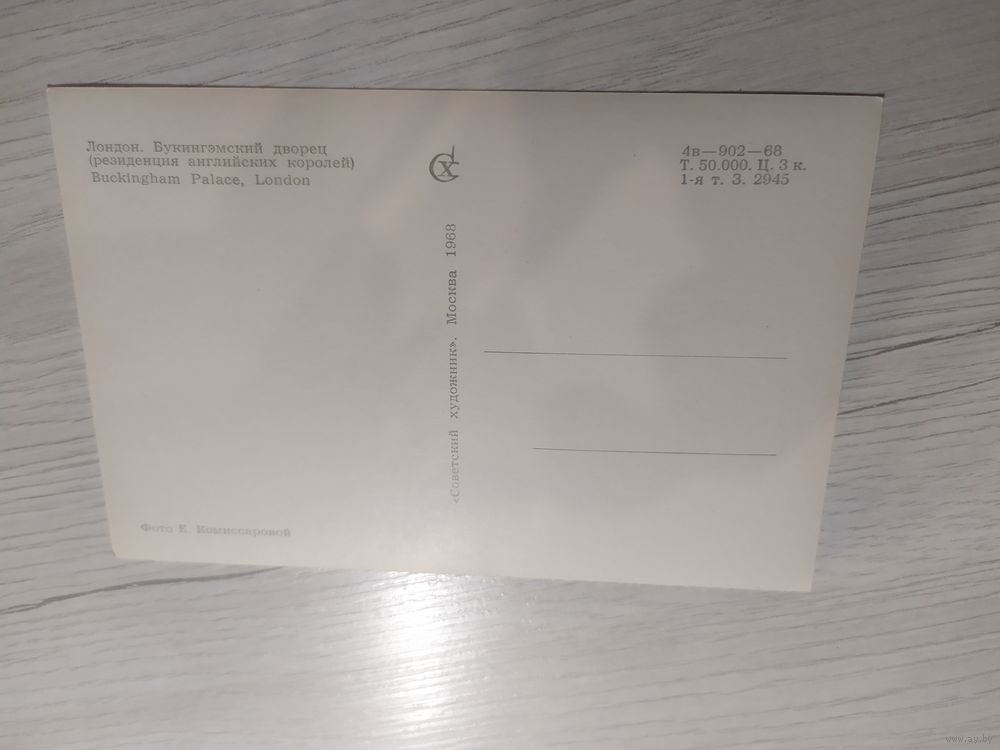 Лондон. Букингэмский дворец
(резиденция английских королей)
Buckingham Palace, London
Фото Е. Комиссаровой
СХ
«Советский художник». Москва 1968
4в—902—68
Т. 50.000. Ц. 3 к.
1-я т. З. 2945
www.ay.by